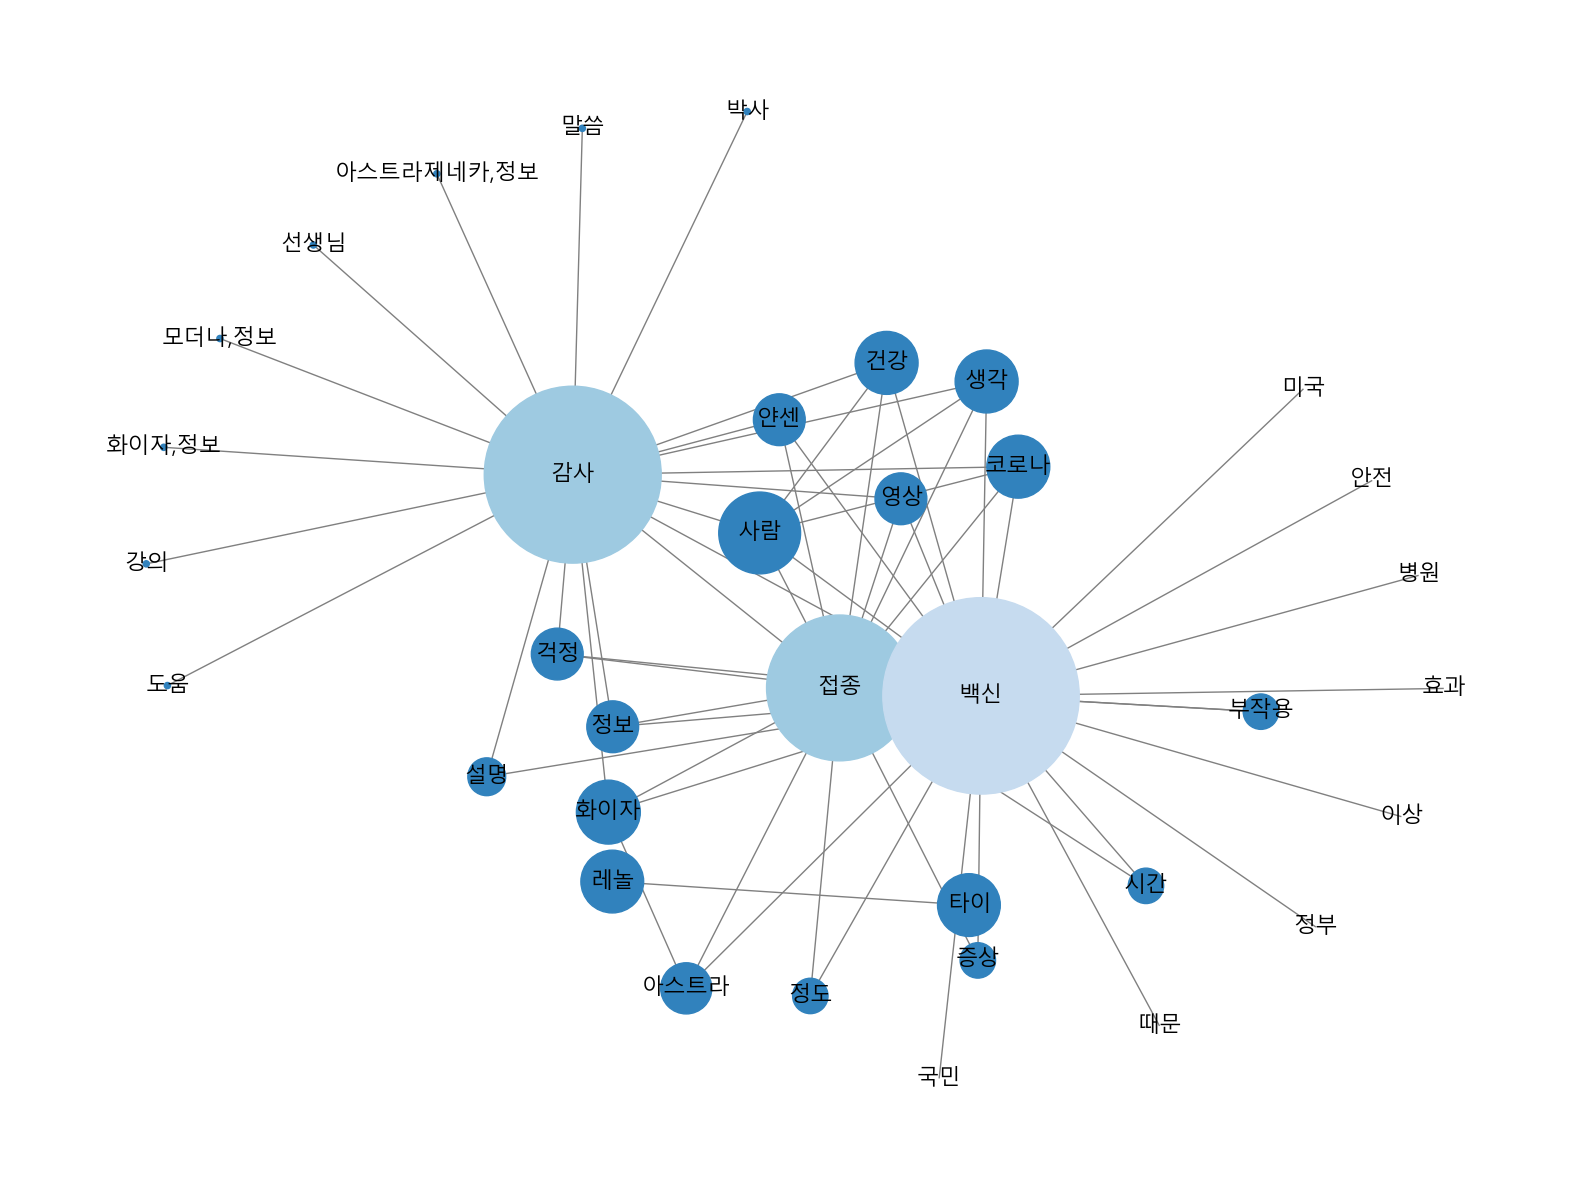 박사
말씀
아스트라제네카,정보
선생님
모더나,정보
건강
생각
미국
얀센
화이자,정보
코로나
감사
안전
영상
사람
강의
병원
걱정
도움
접종
효과
백신
부작용
정보
설명
화이자
이상
레놀
시간
타이
정부
증상
아스트라
정도
때문
국민